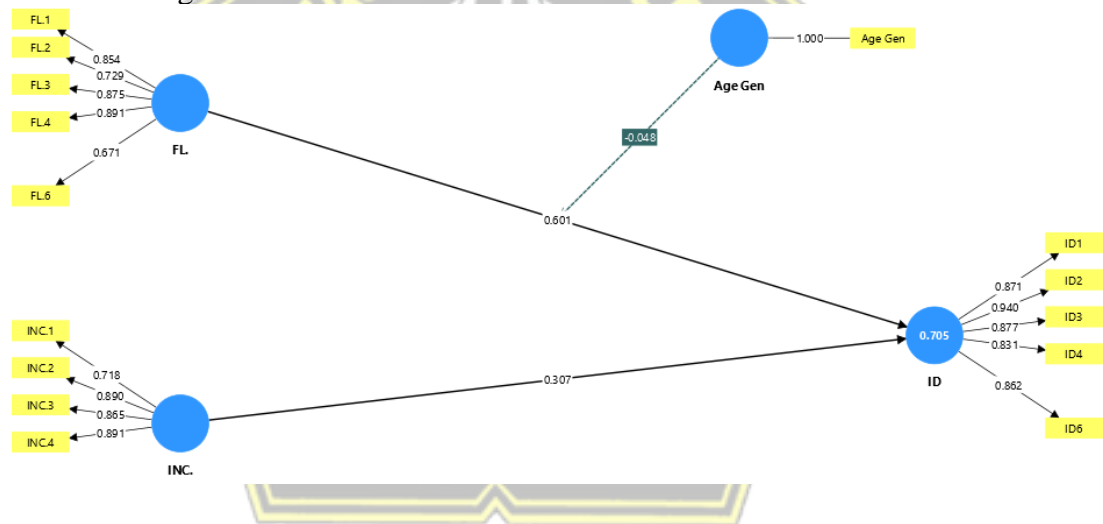 g
FL.1
FL.2
FL.3
FL.4
FL.6
0.854
0.729
0.875
0.891
0.671
FL.
Age Gen
1.000
Age Gen
-0.048
0.601
INC.1
INC.2
INC.3
INC.4
0.718
0.890
0.865
0.891
INC.
0.307
0.705
ID
0.871
0.940
0.877
0.831
0.862
ID1
ID2
ID3
ID4
ID6